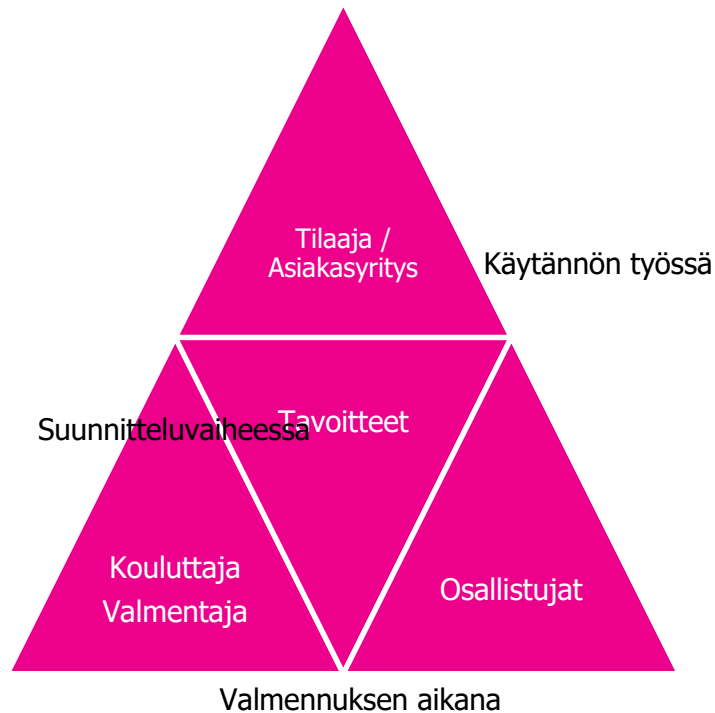 Tilaaja /
Asiakasyritys
Käytännön työssä
Suunnitteluvaiheessa
Tavoitteet
Kouluttaja
Valmentaja
Osallistujat
Valmennuksen aikana